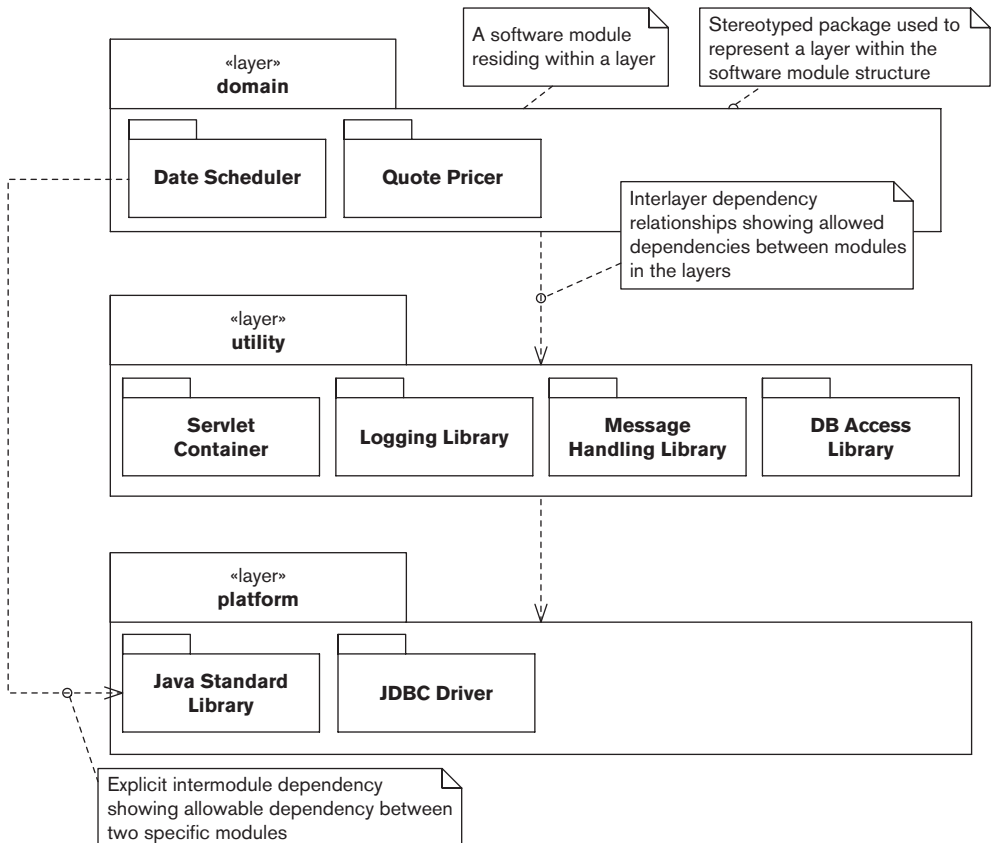 A software module
residing within a layer
Stereotyped package used to
represent a layer within the
software module structure
«layer»
domain
Date Scheduler
Quote Pricer
Interlayer dependency
relationships showing allowed
dependencies between modules
in the layers
«layer»
utility
Servlet
Container
Logging Library
Message
Handling Library
DB Access
Library
«layer»
platform
Java Standard
Library
JDBC Driver
Explicit intermodule dependency
showing allowable dependency between
two specific modules